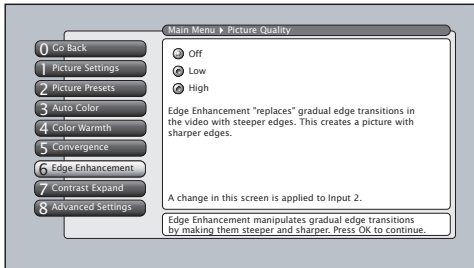 Main Menu ▸ Picture Quality
0 Go Back
1 Picture Settings
2 Picture Presets
3 Auto Color
4 Color Warmth
5 Convergence
6 Edge Enhancement
7 Contrast Expand
8 Advanced Settings
Off
Low
High
Edge Enhancement "replaces" gradual edge transitions in
the video with steeper edges. This creates a picture with
sharper edges.
A change in this screen is applied to Input 2.
Edge Enhancement manipulates gradual edge transitions
by making them steeper and sharper. Press OK to continue.